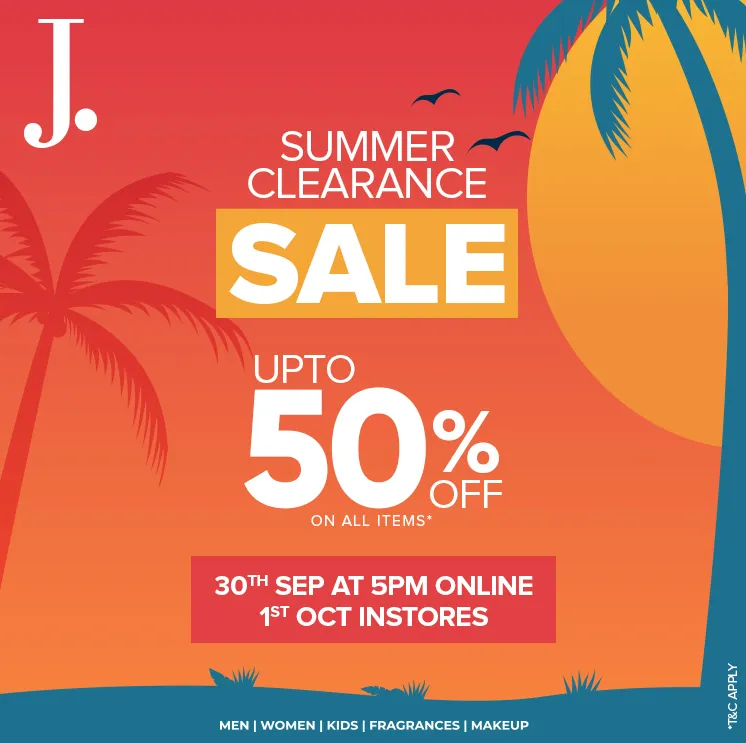 J.
SUMMER
CLEARANCE
SALE
UPTO
50%
OFF
ON ALL ITEMS*
30TH SEP AT 5PM ONLINE
1ST OCT INSTORES
MEN | WOMEN | KIDS | FRAGRANCES | MAKEUP
*T&C APPLY